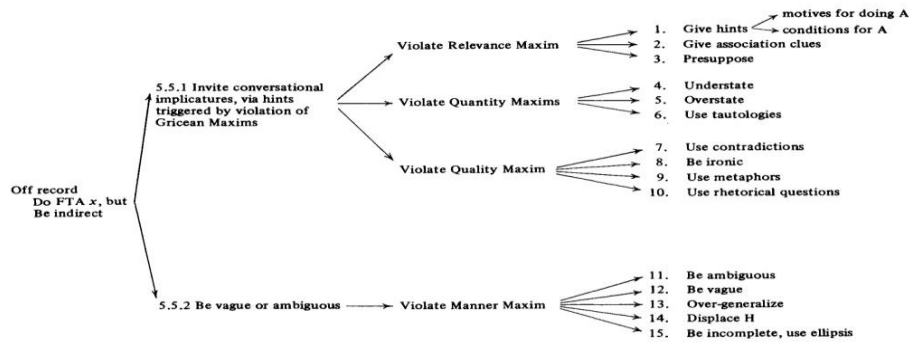 Off record
Do FTA x, but
Be indirect
5.5.1 Invite conversational
implicatures, via hints
triggered by violation of
Gricean Maxims
Violate Relevance Maxim
1. Give hints
motives for doing A
conditions for A
2. Give association clues
3. Presuppose
Violate Quantity Maxims
4. Understate
5. Overstate
6. Use tautologies
Violate Quality Maxim
7. Use contradictions
8. Be ironic
9. Use metaphors
10. Use rhetorical questions
5.5.2 Be vague or ambiguous
Violate Manner Maxim
11. Be ambiguous
12. Be vague
13. Over-generalize
14. Displace H
15. Be incomplete, use ellipsis